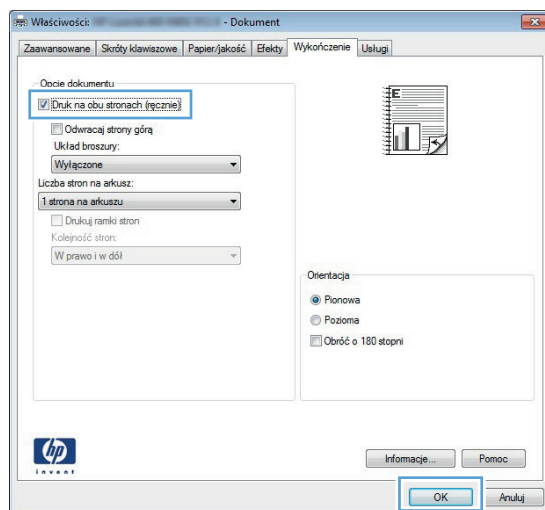 Właściwości: - Dokument
Zaawansowane Skróty klawiszowe Papier/jakość Efekty Wykończenie Usługi
Opcje dokumentu
Druk na obu stronach (ręcznie)
Odwracaj strony górą
Układ broszury:
Wyłączone
Liczba stron na arkusz:
1 strona na arkuszu
Drukuj ramki stron
Kolejność stron:
W prawo i w dół
E
Orientacja
Pionowa
Pozioma
Obróć o 180 stopni
hp
invent
Informacje... Pomoc
OK Anuluj